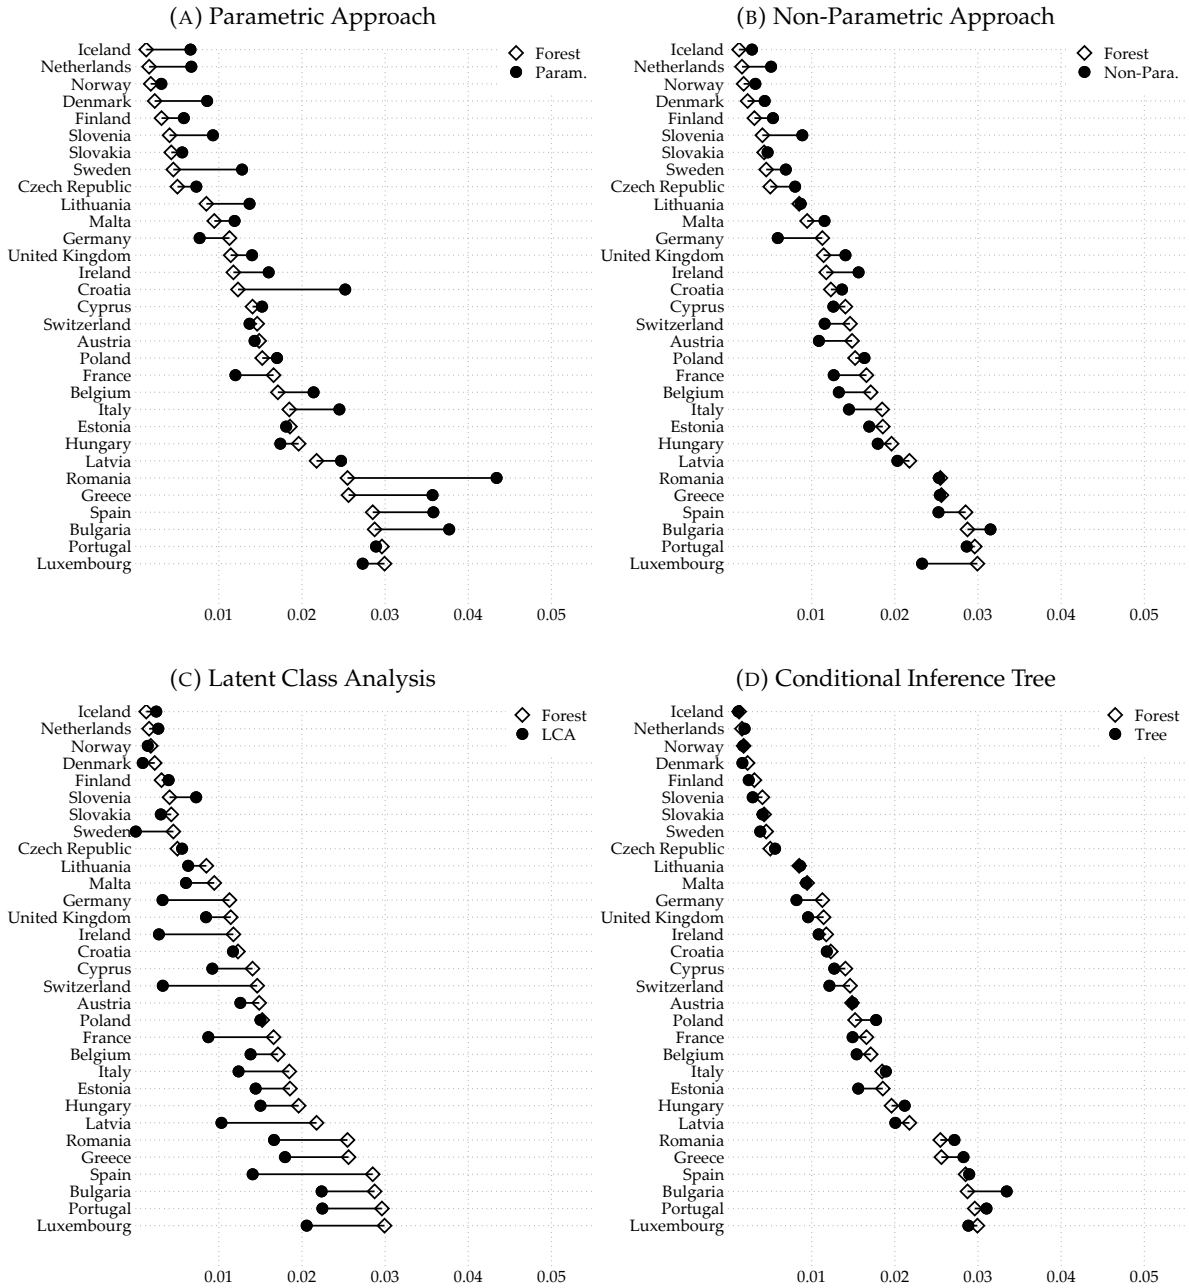 (A) Parametric Approach
Iceland
Netherlands
Norway
Denmark
Finland
Slovenia
Slovakia
Sweden
Czech Republic
Lithuania
Malta
Germany
United Kingdom
Ireland
Croatia
Cyprus
Switzerland
Austria
Poland
France
Belgium
Italy
Estonia
Hungary
Latvia
Romania
Greece
Spain
Bulgaria
Portugal
Luxembourg
Forest
Param.
0.01 0.02 0.03 0.04 0.05
(B) Non-Parametric Approach
Iceland
Netherlands
Norway
Denmark
Finland
Slovenia
Slovakia
Sweden
Czech Republic
Lithuania
Malta
Germany
United Kingdom
Ireland
Croatia
Cyprus
Switzerland
Austria
Poland
France
Belgium
Italy
Estonia
Hungary
Latvia
Romania
Greece
Spain
Bulgaria
Portugal
Luxembourg
Forest
Non-Para.
0.01 0.02 0.03 0.04 0.05
(C) Latent Class Analysis
Iceland
Netherlands
Norway
Denmark
Finland
Slovenia
Slovakia
Sweden
Czech Republic
Lithuania
Malta
Germany
United Kingdom
Ireland
Croatia
Cyprus
Switzerland
Austria
Poland
France
Belgium
Italy
Estonia
Hungary
Latvia
Romania
Greece
Spain
Bulgaria
Portugal
Luxembourg
Forest
LCA
0.01 0.02 0.03 0.04 0.05
(D) Conditional Inference Tree
Iceland
Netherlands
Norway
Denmark
Finland
Slovenia
Slovakia
Sweden
Czech Republic
Lithuania
Malta
Germany
United Kingdom
Ireland
Croatia
Cyprus
Switzerland
Austria
Poland
France
Belgium
Italy
Estonia
Hungary
Latvia
Romania
Greece
Spain
Bulgaria
Portugal
Luxembourg
Forest
Tree
0.01 0.02 0.03 0.04 0.05